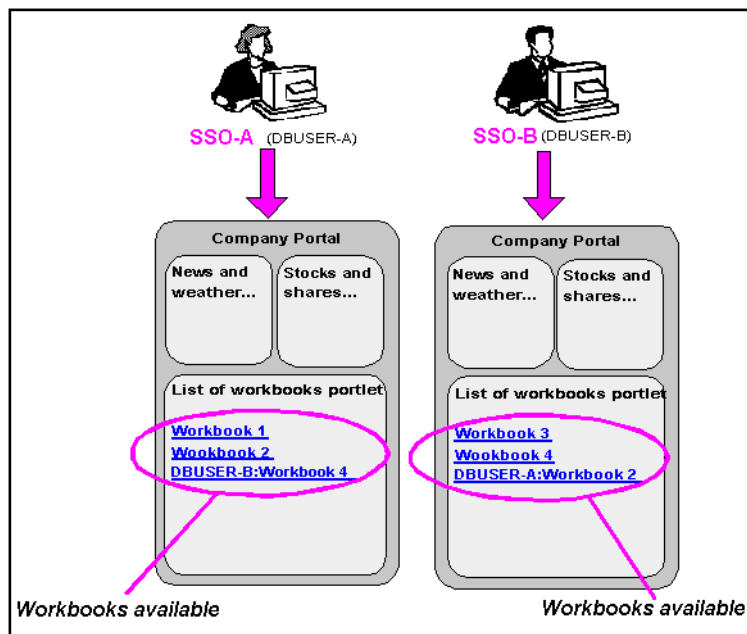 SSO-A (DBUSER-A)
SSO-B (DBUSER-B)
Company Portal
News and
weather...
Stocks and
shares...
List of workbooks portlet
Workbook 1
Wookbook 2
DBUSER-B:Workbook 4
Workbooks available
Company Portal
News and
weather...
Stocks and
shares...
List of workbooks portlet
Workbook 3
Wookbook 4
DBUSER-A:Workbook 2
Workbooks available